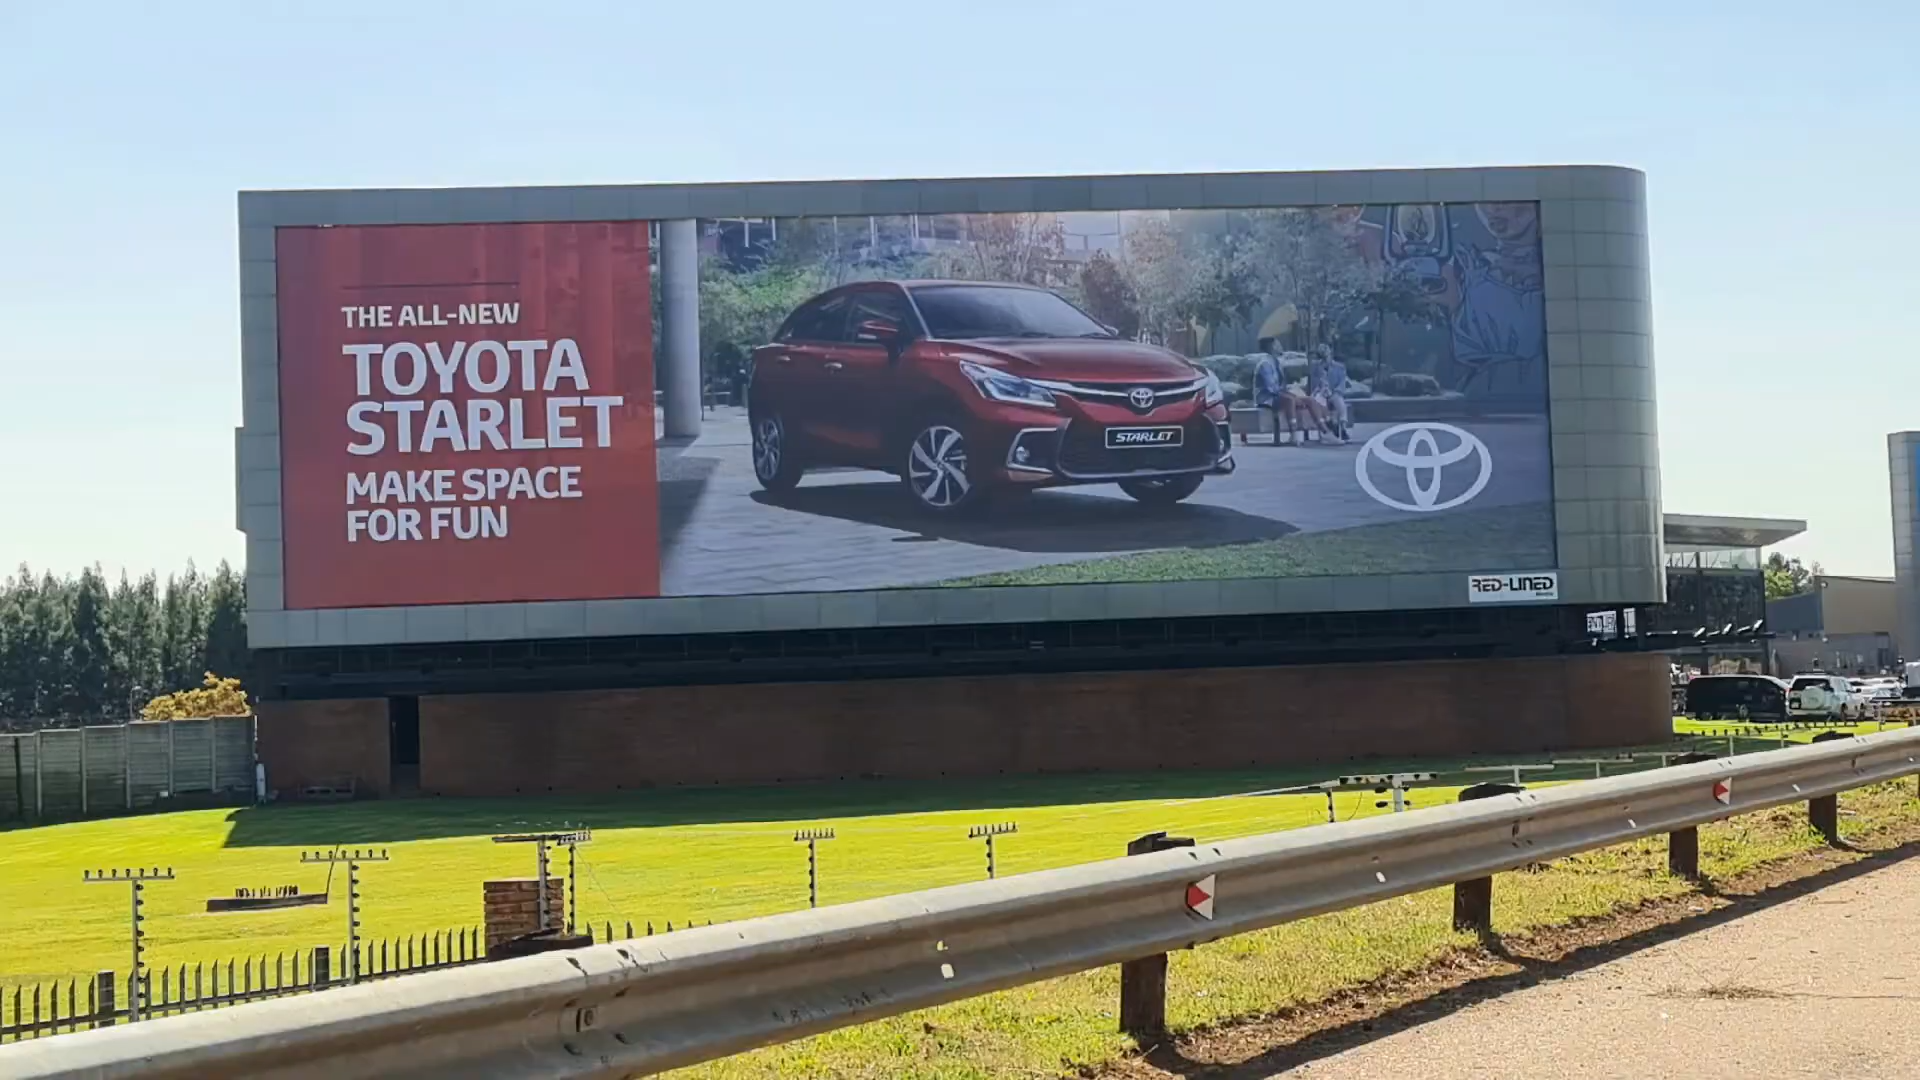 THE ALL-NEW
TOYOTA
STARLET
MAKE SPACE
FOR FUN
STARLET
RED-LINED